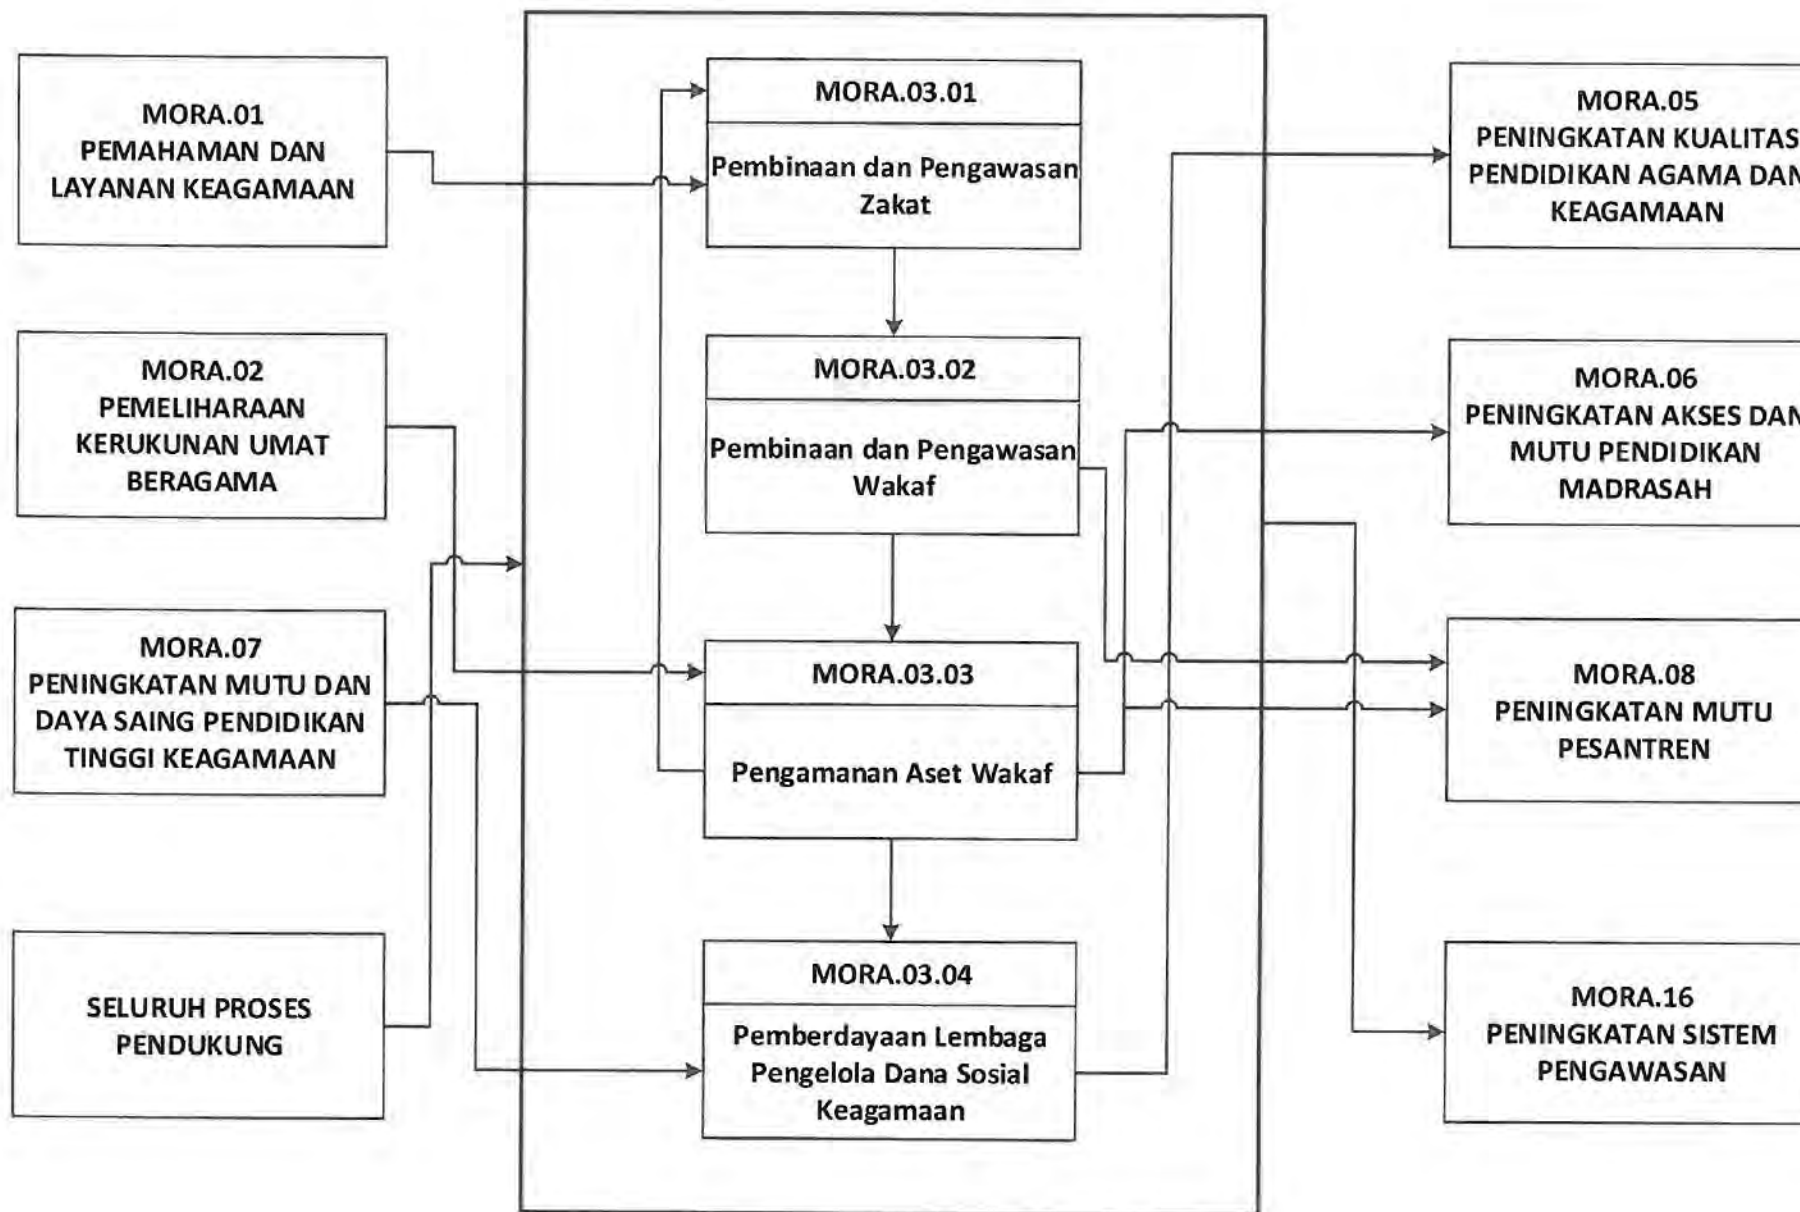 MORA.01
PEMAHAMAN DAN
LAYANAN KEAGAMAAN
MORA.02
PEMELIHARAAN
KERUKUNAN UMAT
BERAGAMA
MORA.07
PENINGKATAN MUTU DAN
DAYA SAING PENDIDIKAN
TINGGI KEAGAMAAN
SELURUH PROSES
PENDUKUNG
MORA.03.01
Pembinaan dan Pengawasan
Zakat
MORA.03.02
Pembinaan dan Pengawasan
Wakaf
MORA.03.03
Pengamanan Aset Wakaf
MORA.03.04
Pemberdayaan Lembaga
Pengelola Dana Sosial
Keagamaan
MORA.05
PENINGKATAN KUALITAS
PENDIDIKAN AGAMA DAN
KEAGAMAAN
MORA.06
PENINGKATAN AKSES DAN
MUTU PENDIDIKAN
MADRASAH
MORA.08
PENINGKATAN MUTU
PESANTREN
MORA.16
PENINGKATAN SISTEM
PENGAWASAN